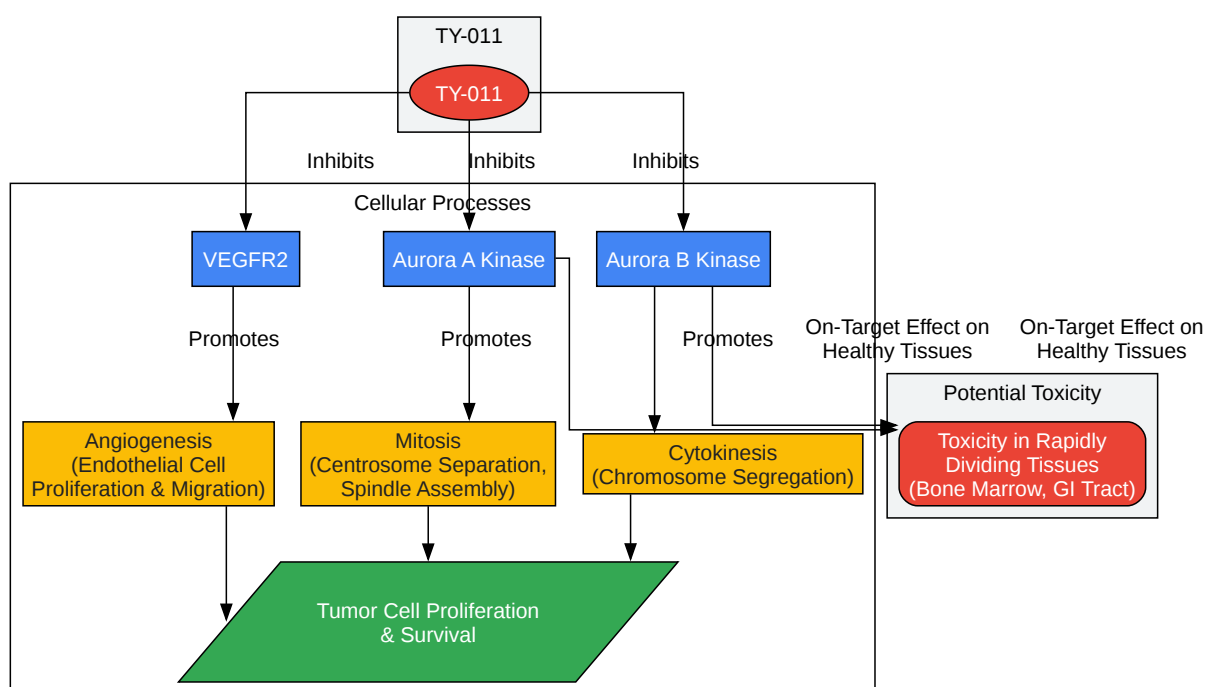 TY-011
TY-011
Inhibits
Inhibits
Inhibits
Cellular Processes
VEGFR2
Aurora A Kinase
Aurora B Kinase
Promotes
Promotes
Promotes
On-Target Effect on
Healthy Tissues
On-Target Effect on
Healthy Tissues
Potential Toxicity
Angiogenesis
(Endothelial Cell
Proliferation & Migration)
Mitosis
(Centrosome Separation,
Spindle Assembly)
Cytokinesis
(Chromosome Segregation)
Toxicity in Rapidly
Dividing Tissues
(Bone Marrow, GI Tract)
Tumor Cell Proliferation
& Survival